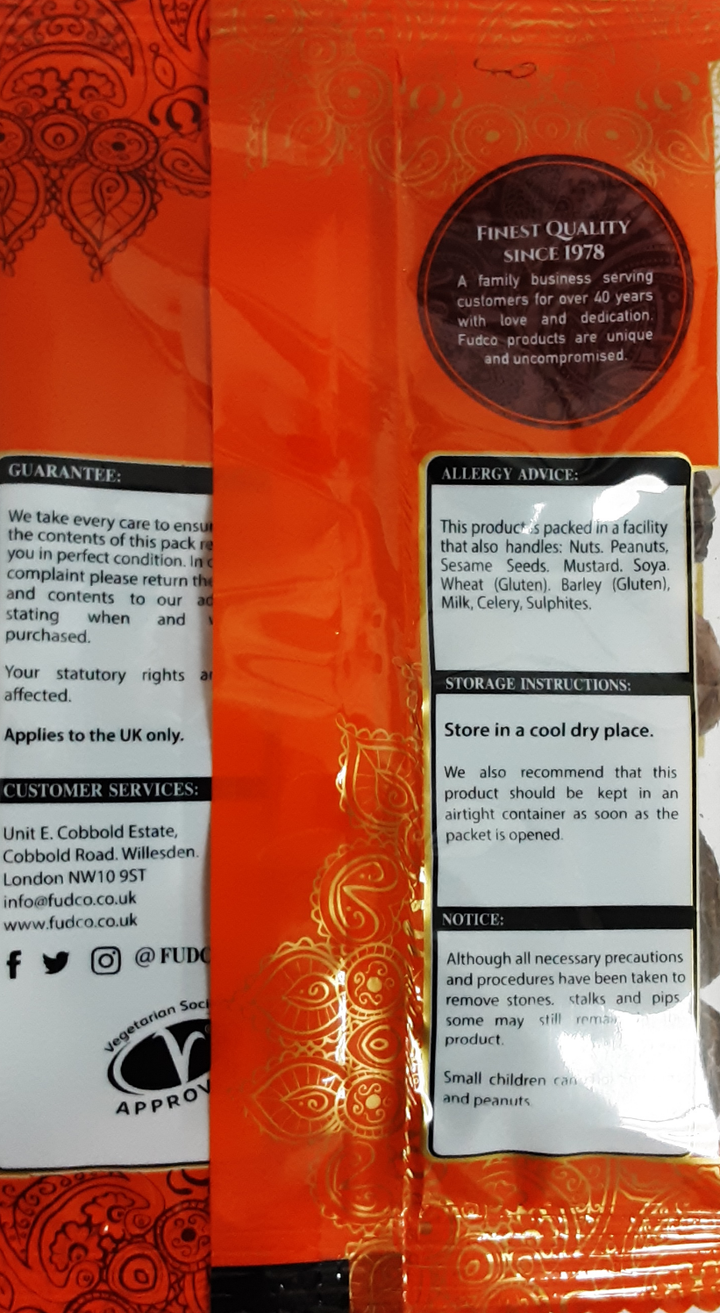 FINEST QUALITY
SINCE 1978
A family business serving
customers for over 40 years
with love and dedication.
Fudco products are unique
and uncompromised.
GUARANTEE:
We take every care to
the contents of this pack
you in perfect condition. In
complaint please return
and contents to our
stating when and
purchased.
Your statutory rights
affected.
Applies to the UK only.
CUSTOMER SERVICES:
Unit E. Cobbold Estate,
Cobbold Road. Willesden.
London NW10 9ST
info@fudco.co.uk
www.fudco.co.uk
@FUDC
Vegetarian Soci
V
APPROV
ALLERGY ADVICE:
This product is packed in a facility
that also handles: Nuts. Peanuts,
Sesame Seeds. Mustard. Soya.
Wheat (Gluten). Barley (Gluten),
Milk, Celery, Sulphites.
STORAGE INSTRUCTIONS:
Store in a cool dry place.
We also recommend that this
product should be kept in an
airtight container as soon as the
packet is opened.
NOTICE:
Although all necessary precautions
and procedures have been taken to
remove stones. stalks and pips
some may still
product.
Small children can
and peanuts